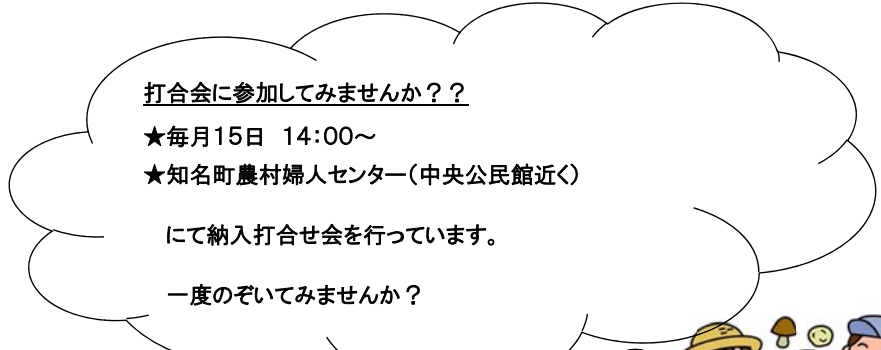 打合会に参加してみませんか？？
★毎月15日　14：00～
★知名町農村婦人センター（中央公民館近く）
にて納入打合せ会を行っています。
一度のぞいてみませんか？